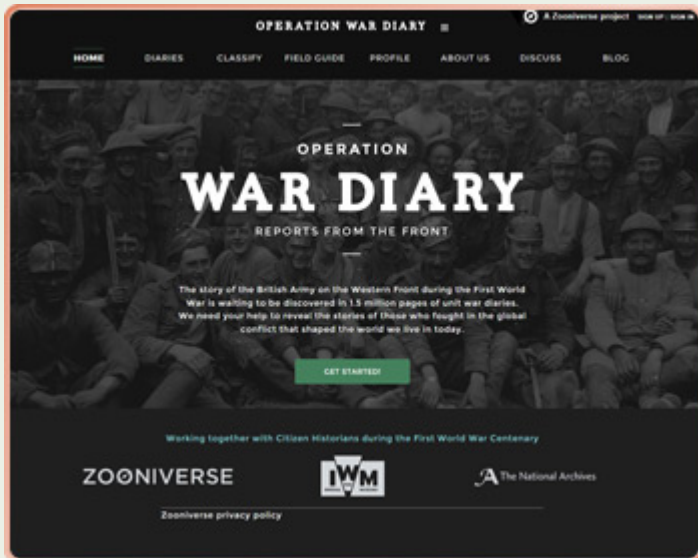 OPERATION WAR DIARY
A Zooniverse project SIGN UP | SIGN IN
HOME DIARIES CLASSIFY FIELD GUIDE PROFILE ABOUT US DISCUSS BLOG
OPERATION
WAR DIARY
REPORTS FROM THE FRONT
The story of the British Army on the Western Front during the First World
War is waiting to be discovered in 1.5 million pages of unit war diaries.
We need your help to reveal the stories of those who fought in the global
conflict that shaped the world we live in today.
GET STARTED!
Working together with Citizen Historians during the First World War Centenary
ZOONIVERSE
IWM
The National Archives
Zooniverse privacy policy